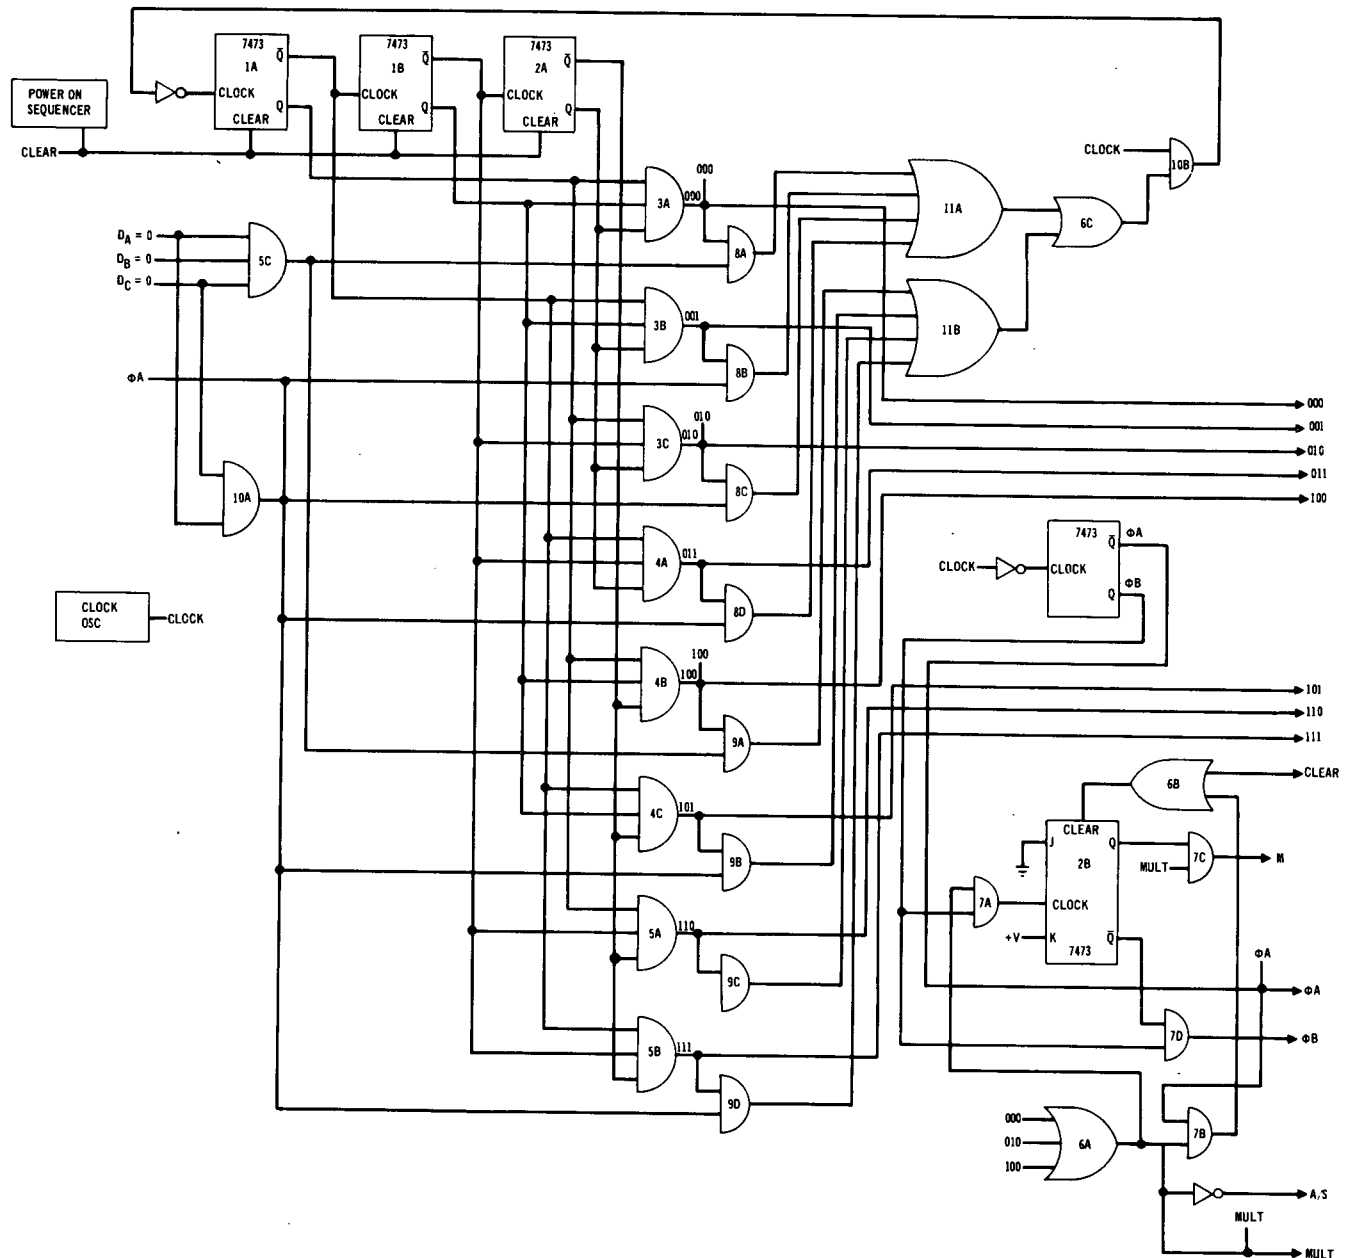 7473
1A
Q̄
CLOCK
Q
CLEAR
7473
1B
Q̄
CLOCK
Q
CLEAR
7473
2A
Q̄
CLOCK
Q
CLEAR
POWER ON
SEQUENCER
CLEAR
CLOCK
10B
000
3A
000
8A
11A
6C
D_A = 0
D_B = 0
D_C = 0
5C
3B
001
8B
11B
ΦA
000
001
010
011
100
010
3C
010
8C
10A
4A
011
8D
7473
Q̄
ΦA
CLOCK
CLOCK
Q
ΦB
CLOCK
OSC
CLOCK
100
4B
100
9A
101
110
111
4C
101
9B
6B
CLEAR
CLEAR
J
Q
2B
7C
M
MULT
7A
CLOCK
+V
K
Q̄
7473
5A
110
9C
ΦA
ΦA
5B
111
9D
7D
ΦB
000
010
100
6A
7B
A,S
MULT
MULT